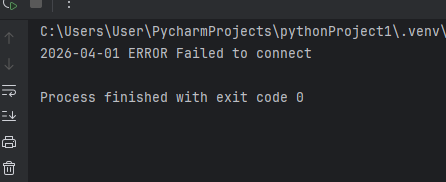 C:\Users\User\PycharmProjects\pythonProject1\.venv\
2026-04-01 ERROR Failed to connect
Process finished with exit code 0